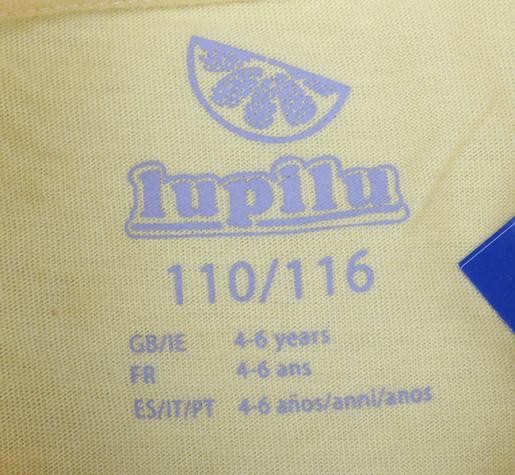 lupilu
110/116
GB/IE 4-6 years
FR 4-6 ans
ES/IT/PT 4-6 años/anni/anos